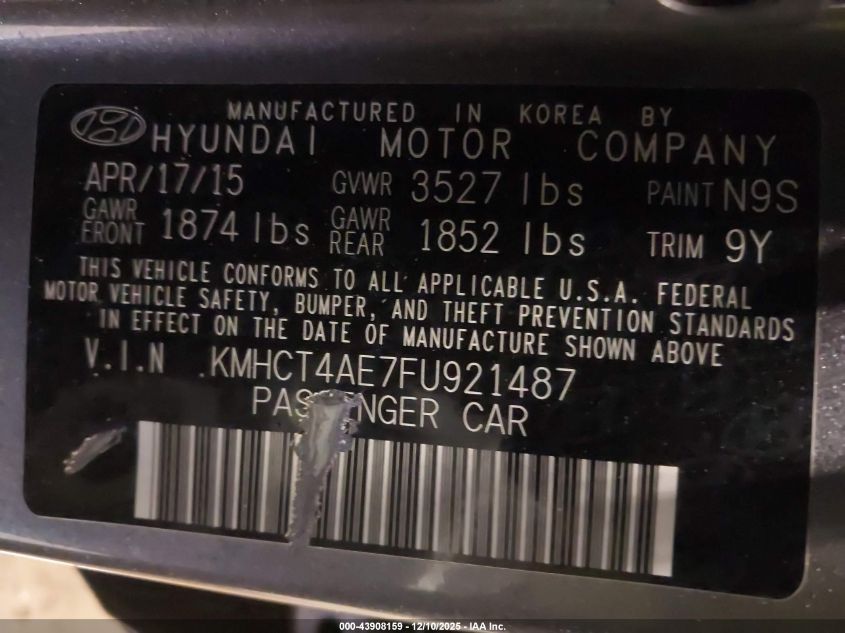 MANUFACTURED IN KOREA BY
HYUNDAI MOTOR COMPANY
APR/17/15 GVWR 3527 lbs PAINT N9S
GAWR FRONT 1874 lbs GAWR REAR 1852 lbs TRIM 9Y
THIS VEHICLE CONFORMS TO ALL APPLICABLE U.S.A. FEDERAL
MOTOR VEHICLE SAFETY, BUMPER, AND THEFT PREVENTION STANDARDS
IN EFFECT ON THE DATE OF MANUFACTURE SHOWN ABOVE
V.I.N .KMHCT4AE7FU921487
CAR
000-43908159 - 12/10/2025 - IAA Inc.